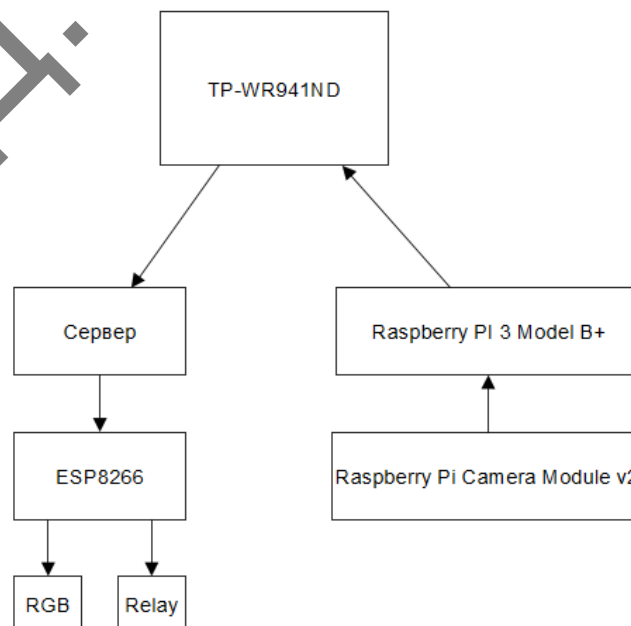 TP-WR941ND
Сервер
Raspberry PI 3 Model B+
ESP8266
Raspberry Pi Camera Module v2
RGB
Relay